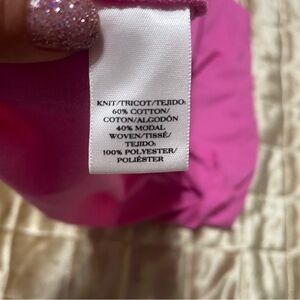 KNIT/TRICOT/TEJIDO:
60% COTTON/
COTON/ALGODÓN
40% MODAL
WOVEN/TISSÉ/
TEJIDO:
100% POLYESTER/
POLIÉSTER